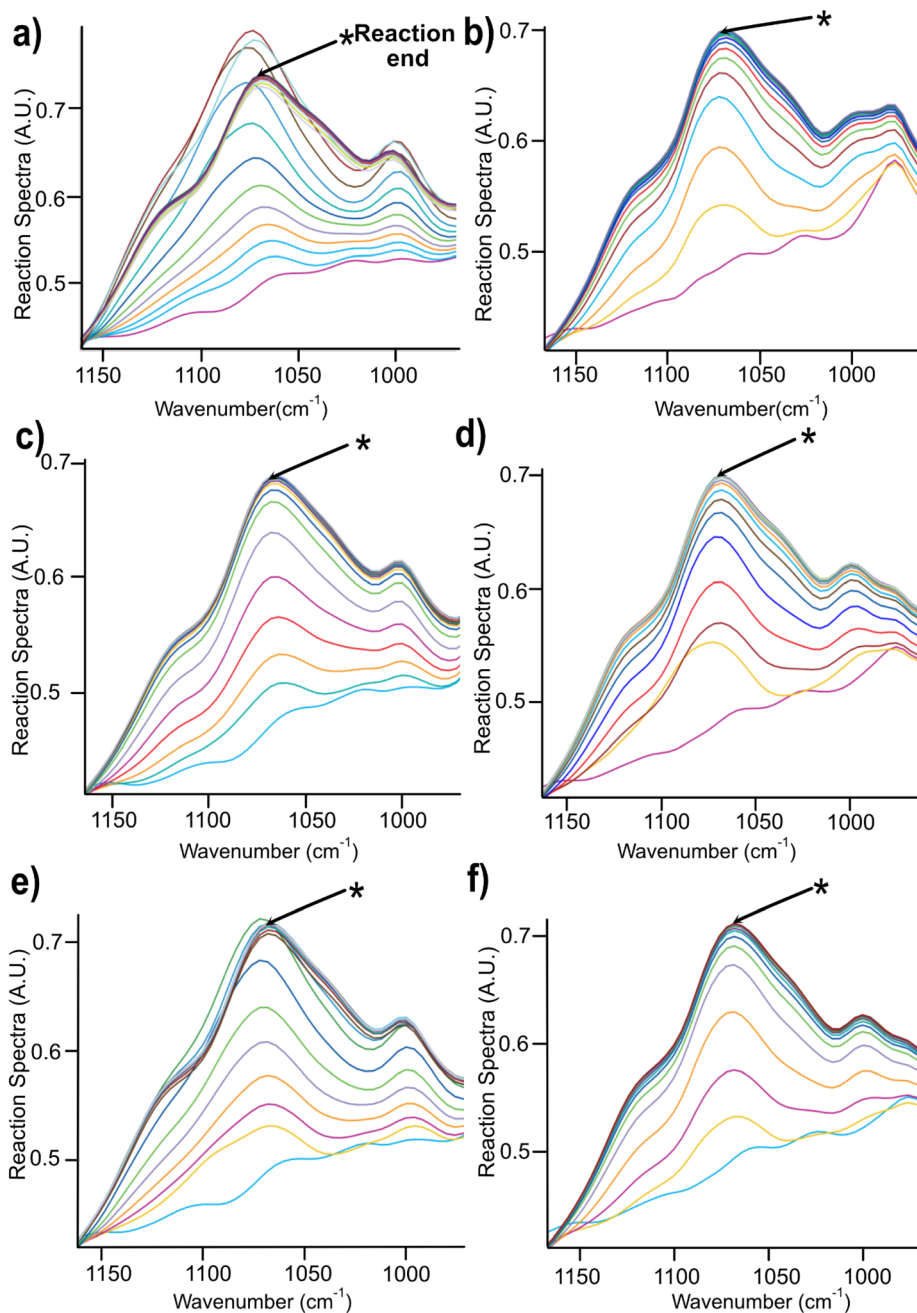 a)
* Reaction
end
Reaction Spectra (A.U.)
0.7
0.6
0.5
1150 1100 1050 1000
Wavenumber(cm-1)
b)
*
Reaction Spectra (A.U.)
0.7
0.6
0.5
1150 1100 1050 1000
Wavenumber (cm-1)
c)
*
Reaction Spectra (A.U.)
0.7
0.6
0.5
1150 1100 1050 1000
Wavenumber (cm-1)
d)
*
Reaction Spectra (A.U.)
0.7
0.6
0.5
1150 1100 1050 1000
Wavenumber (cm-1)
e)
*
Reaction Spectra (A.U.)
0.7
0.6
0.5
1150 1100 1050 1000
Wavenumber (cm-1)
f)
*
Reaction Spectra (A.U.)
0.7
0.6
0.5
1150 1100 1050 1000
Wavenumber (cm-1)